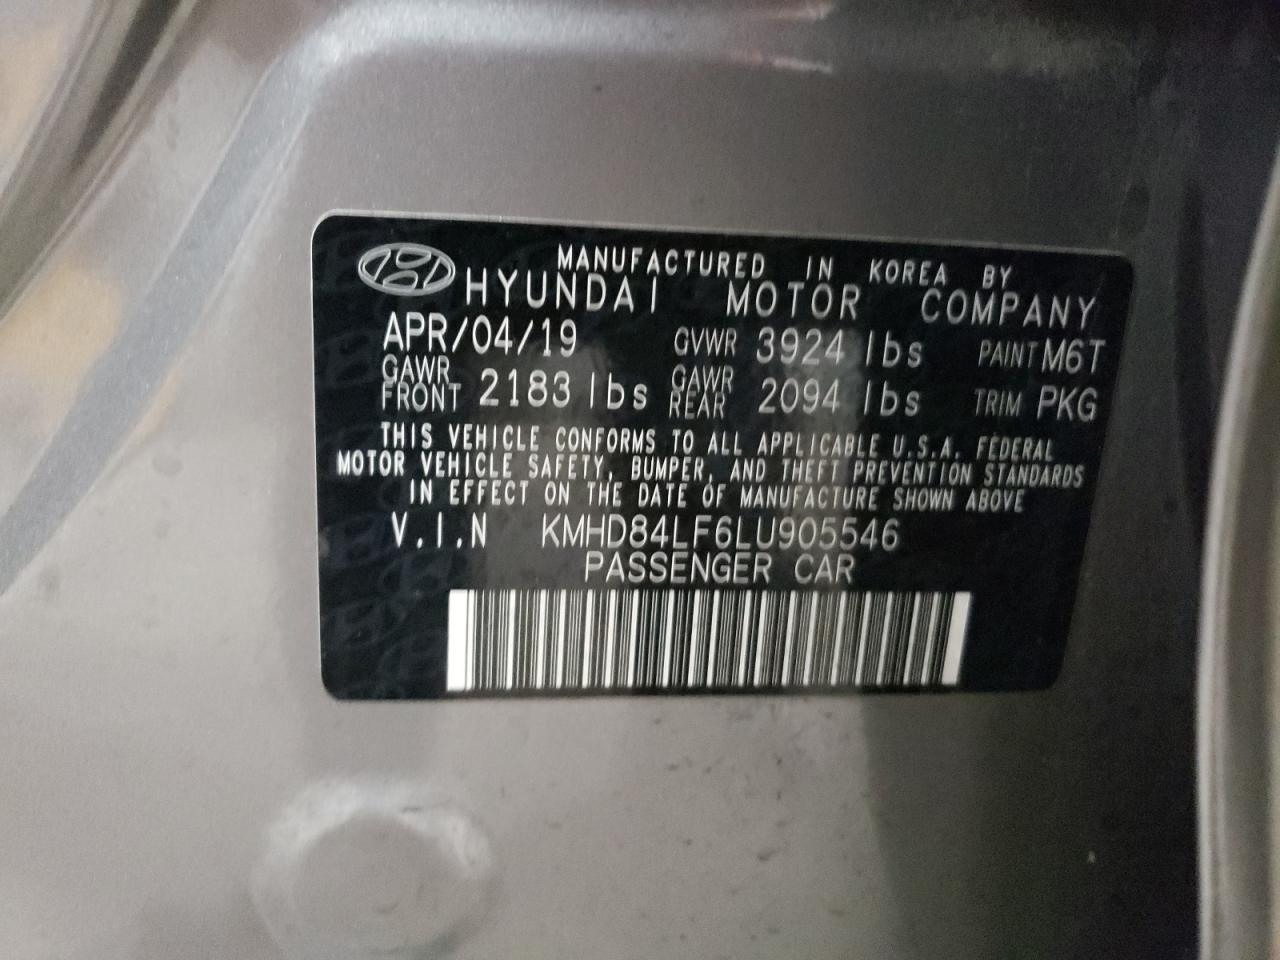 MANUFACTURED IN KOREA BY
HYUNDAI MOTOR COMPANY
APR/04/19 GVWR 3924 lbs PAINT M6T
GAWR FRONT 2183 lbs GAWR REAR 2094 lbs TRIM PKG
THIS VEHICLE CONFORMS TO ALL APPLICABLE U.S.A. FEDERAL
MOTOR VEHICLE SAFETY, BUMPER, AND THEFT PREVENTION STANDARDS
IN EFFECT ON THE DATE OF MANUFACTURE SHOWN ABOVE
V.I.N KMHD84LF6LU905546
PASSENGER CAR